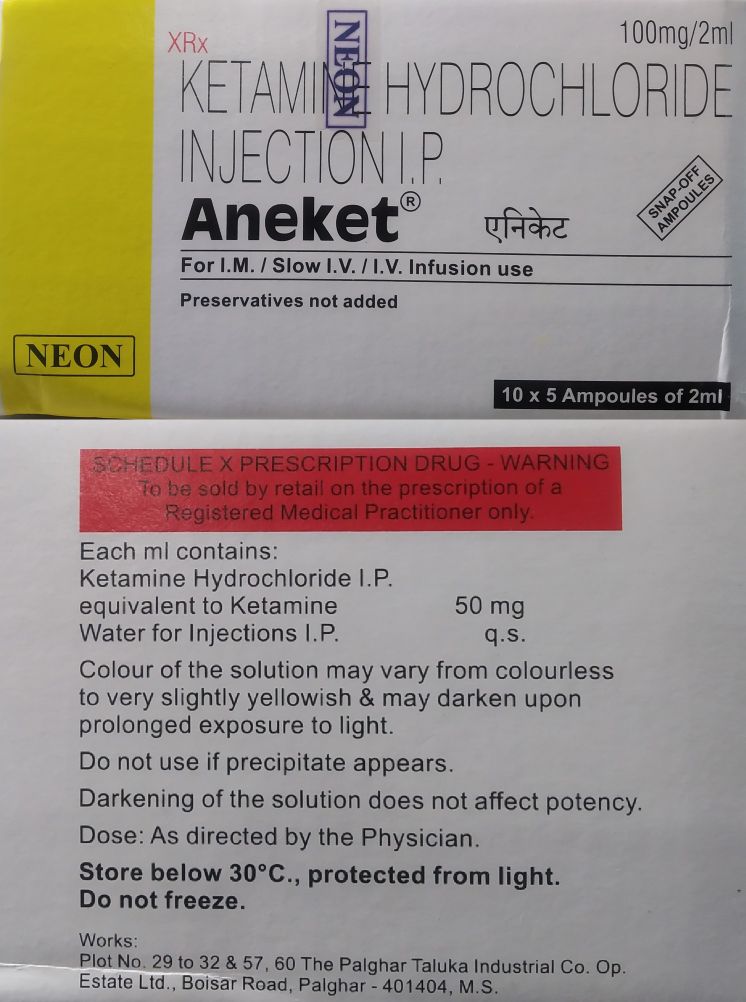 XRx
100mg/2ml
NEON
KETAMINE HYDROCHLORIDE
INJECTION I.P.
Aneket®
एनिकेट
SNAP-OFF
AMPOULES
For I.M. / Slow I.V. / I.V. Infusion use
Preservatives not added
NEON
10 x 5 Ampoules of 2ml
SCHEDULE X PRESCRIPTION DRUG - WARNING
To be sold by retail on the prescription of a
Registered Medical Practitioner only.
Each ml contains:
Ketamine Hydrochloride I.P.
equivalent to Ketamine 50 mg
Water for Injections I.P. q.s.
Colour of the solution may vary from colourless
to very slightly yellowish & may darken upon
prolonged exposure to light.
Do not use if precipitate appears.
Darkening of the solution does not affect potency.
Dose: As directed by the Physician.
Store below 30°C., protected from light.
Do not freeze.
Works:
Plot No. 29 to 32 & 57, 60 The Palghar Taluka Industrial Co. Op.
Estate Ltd., Boisar Road, Palghar - 401404, M.S.